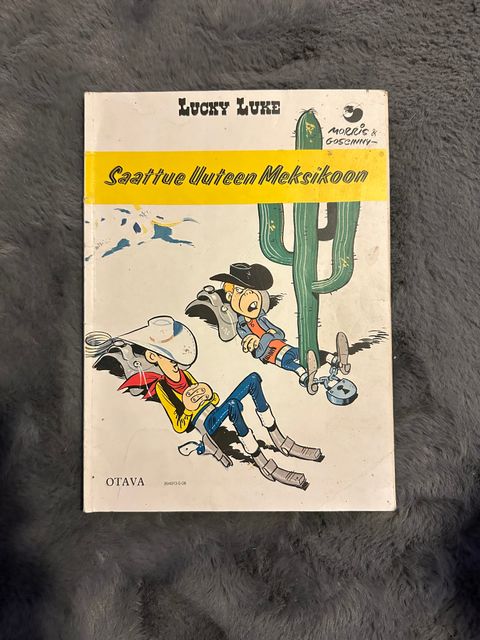 LUCKY LUKE
MORRIS &
GOSCINNY
Saattue Uuteen Meksikoon
OTAVA